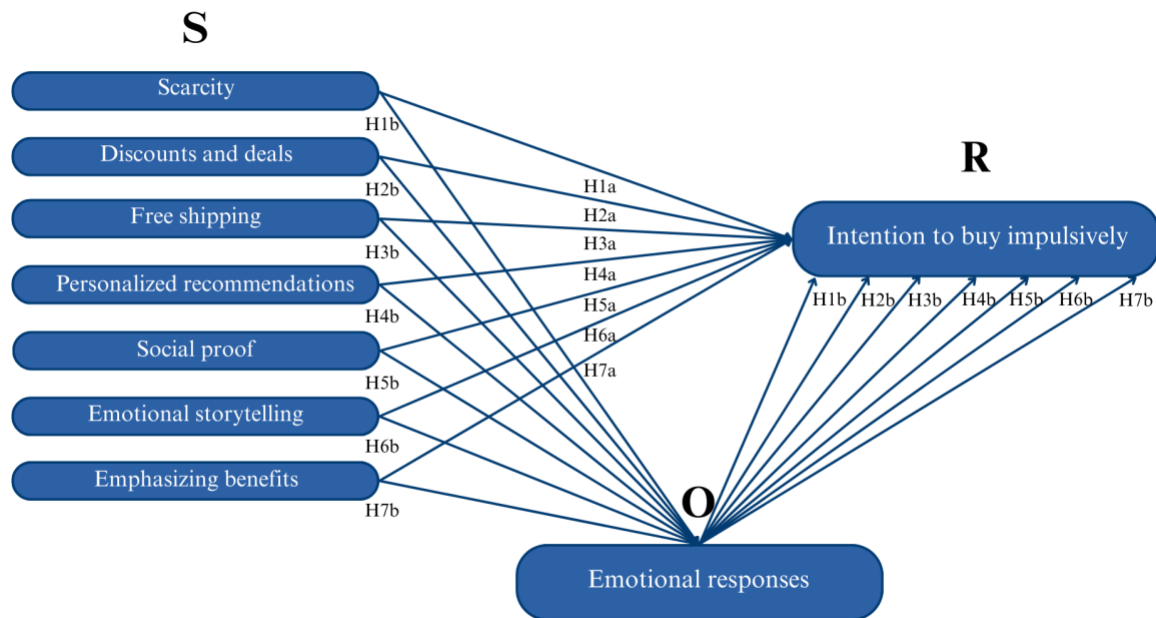 S
Scarcity
H1b
Discounts and deals
H2b
Free shipping
H3b
Personalized recommendations
H4b
Social proof
H5b
Emotional storytelling
H6b
Emphasizing benefits
H7b
H1a
H2a
H3a
H4a
H5a
H6a
H7a
R
Intention to buy impulsively
H1b H2b H3b H4b H5b H6b H7b
O
Emotional responses